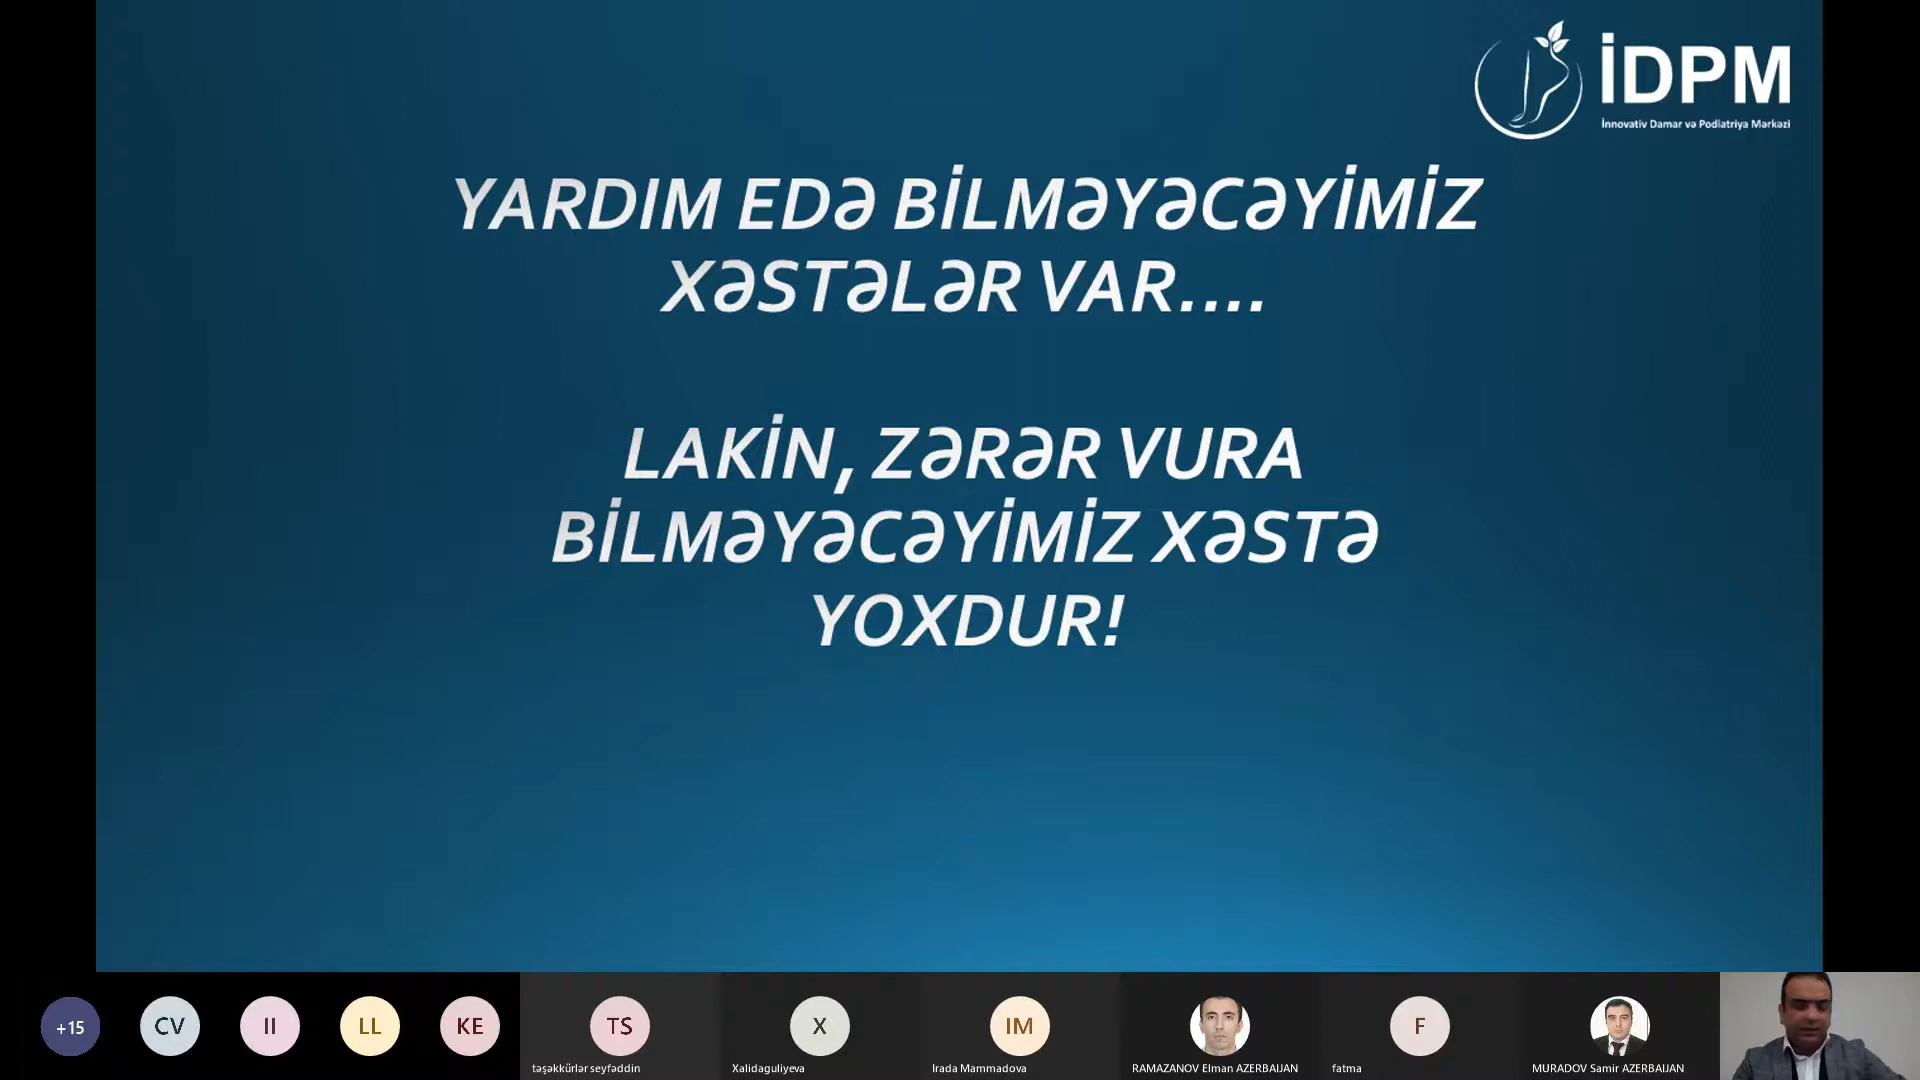 İDPM
İnnovativ Damar və Podiatriya Mərkəzi
YARDIM EDƏ BİLMƏYƏCƏYİMİZ
XƏSTƏLƏR VAR....
LAKİN, ZƏRƏR VURA
BİLMƏYƏCƏYİMİZ XƏSTƏ
YOXDUR!
+15
CV
II
LL
KE
TS
X
IM
F
təşəkkürlər seyfəddin
Xalidaguliyeva
Irada Mammadova
RAMAZANOV Elman AZERBAIJAN
fatma
MURADOV Samir AZERBAIJAN